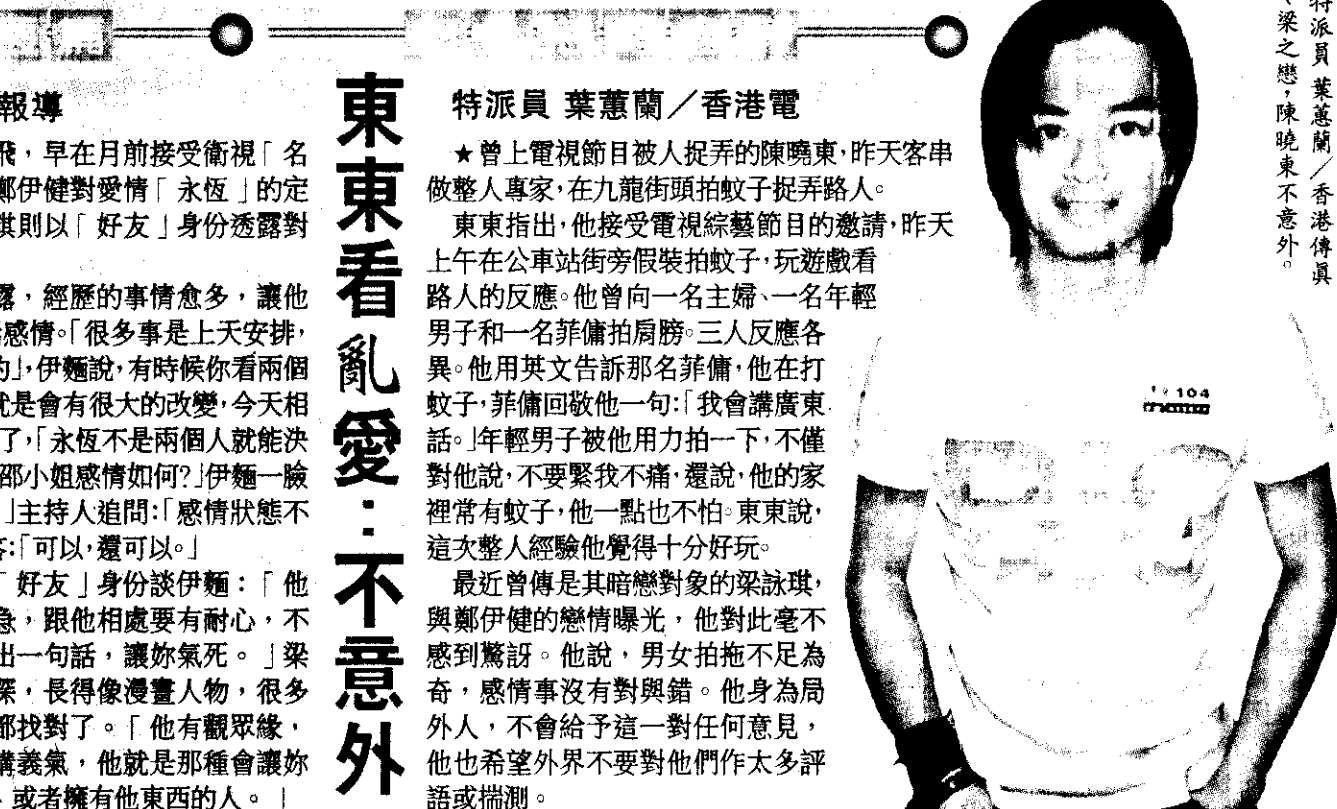 特派員 葉蕙蘭／香港傳眞
梁之戀，陳曉東不意外。
東東看亂愛：不意外
特派員 葉蕙蘭／香港電
★曾上電視節目被人捉弄的陳曉東，昨天客串
做整人專家，在九龍街頭拍蚊子捉弄路人。
東東指出，他接受電視綜藝節目的邀請，昨天
上午在公車站街旁假裝拍蚊子，玩遊戲看
路人的反應。他曾向一名主婦、一名年輕
男子和一名菲傭拍肩膀。三人反應各
異。他用英文告訴那名菲傭，他在打
蚊子，菲傭回敬他一句：「我會講廣東
話。」年輕男子被他用力拍一下，不僅
對他說，不要緊我不痛，還說，他的家
裡常有蚊子，他一點也不怕。東東說，
這次整人經驗他覺得十分好玩。
最近曾傳是其暗戀對象的梁詠琪，
與鄭伊健的戀情曝光，他對此毫不
感到驚訝。他說，男女拍拖不足為
奇，感情事沒有對與錯。他身為局
外人，不會給予這一對任何意見，
他也希望外界不要對他們作太多評
語或揣測。
報導
飛，早在月前接受衛視「名
鄭伊健對愛情「永恆」的定
琪則以「好友」身份透露對
露，經歷的事情愈多，讓他
感情。「很多事是上天安排，
的」，伊麵說，有時候你看兩個
就是會有很大的改變，今天相
了，「永恆不是兩個人就能決
邵小姐感情如何？」伊麵一臉
」主持人追問：「感情狀態不
答：「可以，還可以。」
「好友」身份談伊麵：「他
急，跟他相處要有耐心，不
出一句話，讓妳氣死。」梁
深，長得像漫畫人物，很多
都找對了。「他有觀眾緣，
講義氣，他就是那種會讓妳
、或者擁有他東西的人。」
104